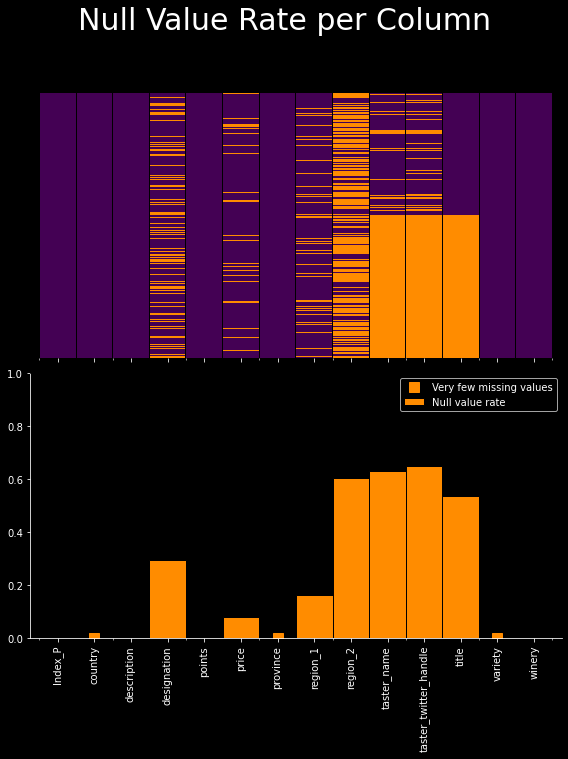 Null Value Rate per Column
1.0
Very few missing values
Null value rate
0.8
0.6
0.4
0.2
0.0
Index_P
country
description
designation
points
price
province
region_1
region_2
taster_name
taster_twitter_handle
title
variety
winery